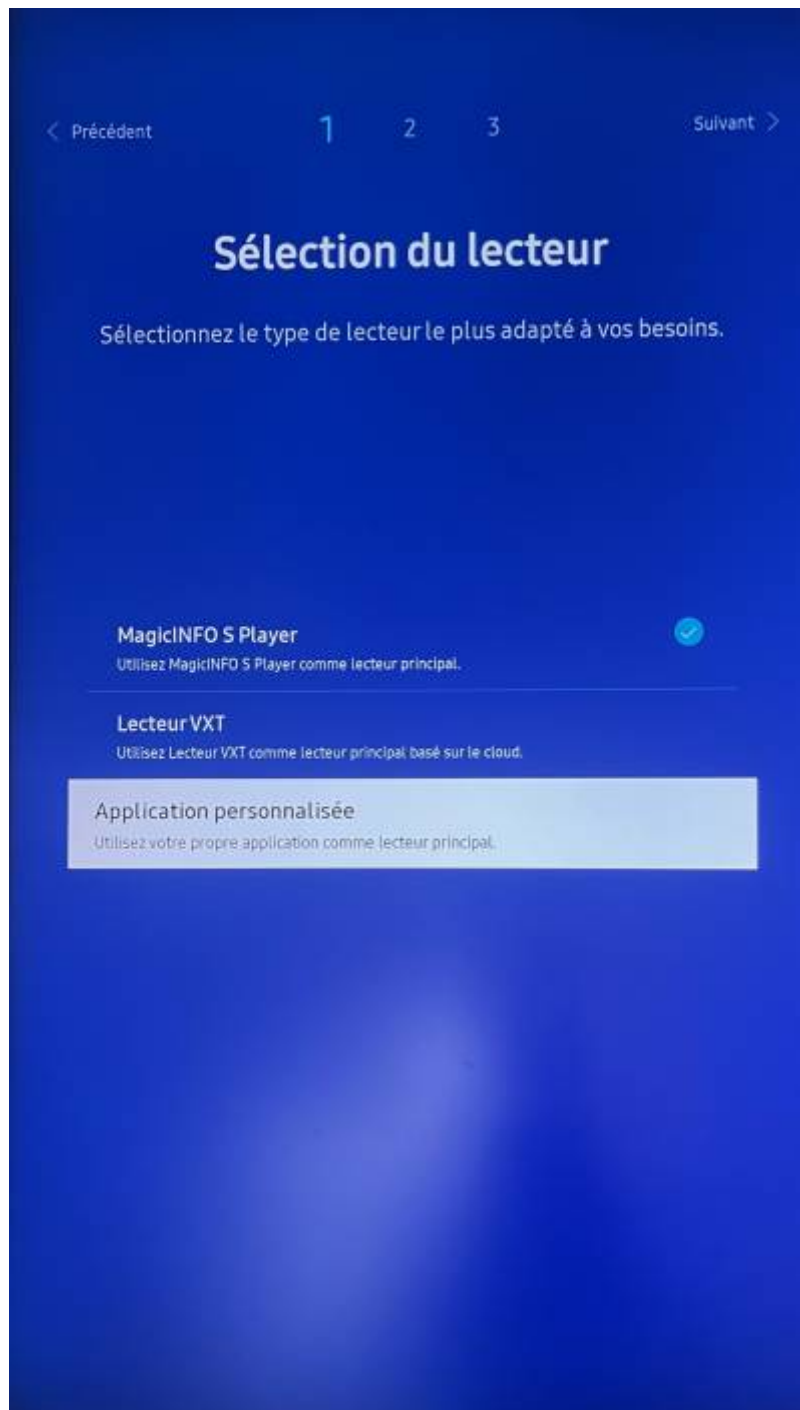 Précédent
1 2 3
Suivant
Sélection du lecteur
Sélectionnez le type de lecteur le plus adapté à vos besoins.
MagicINFO S Player
Utilisez MagicINFO S Player comme lecteur principal.
Lecteur VXT
Utilisez Lecteur VXT comme lecteur principal basé sur le cloud.
Application personnalisée
Utilisez votre propre application comme lecteur principal.